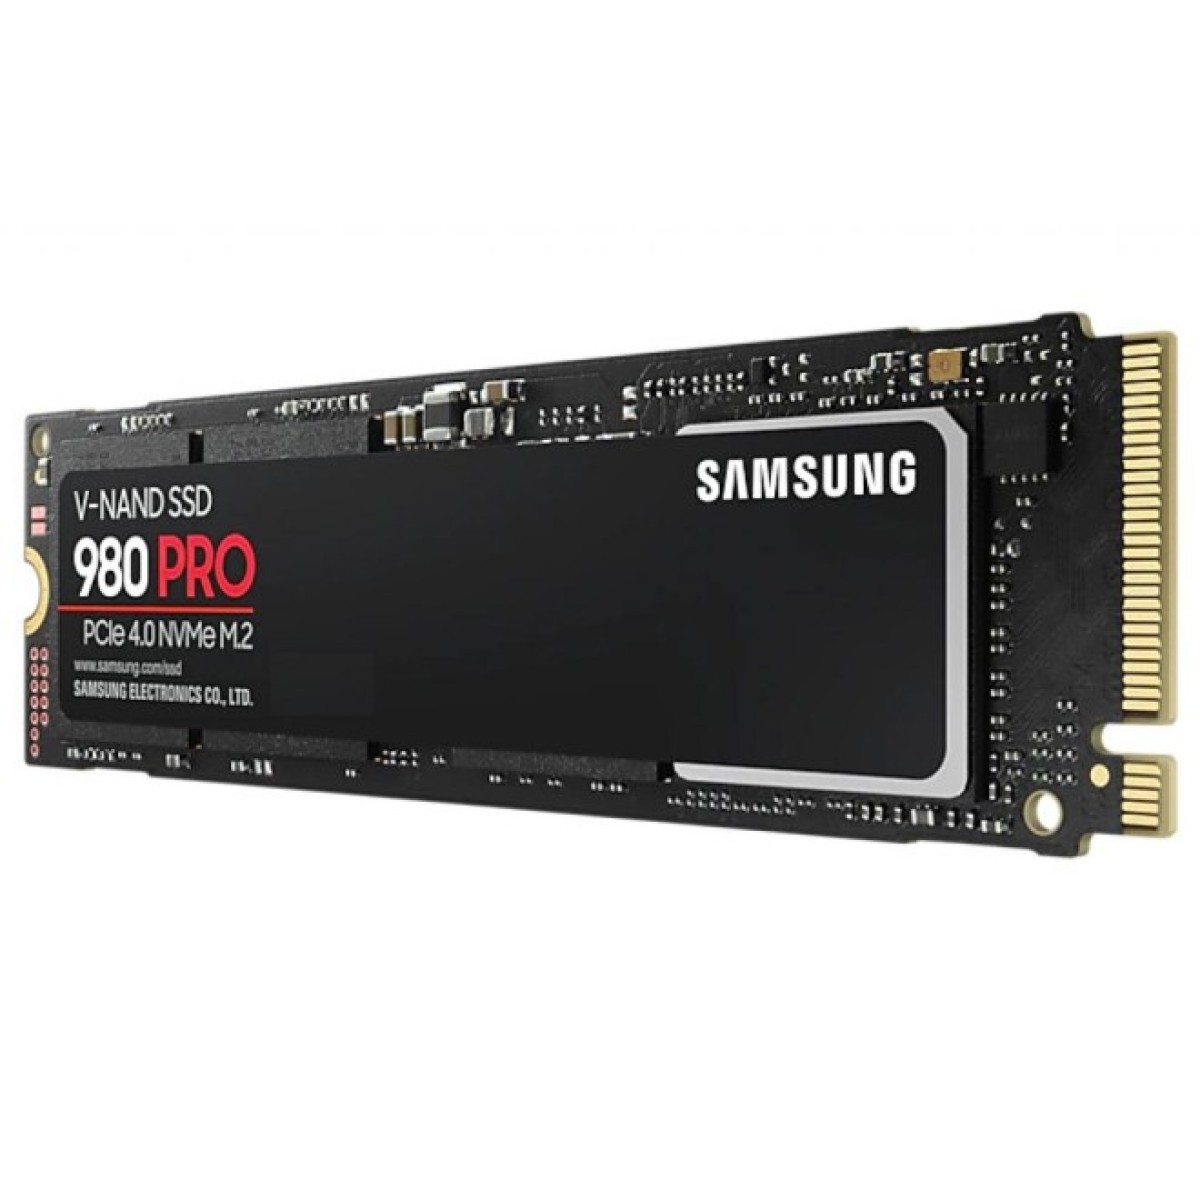 SAMSUNG
V-NAND SSD
980 PRO
PCIe 4.0 NVMe M.2
www.samsung.com/ssd
SAMSUNG ELECTRONICS CO., LTD.